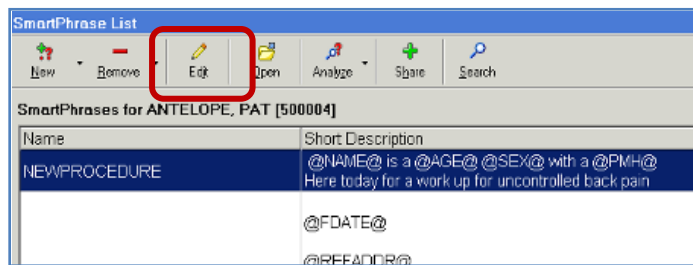 SmartPhrase List
New Remove Edit Open Analyze Share Search
SmartPhrases for ANTELOPE, PAT [500004]
Name Short Description
NEWPROCEDURE @NAME@ is a @AGE@ @SEX@ with a @PMH@
Here today for a work up for uncontrolled back pain
@FDATE@
@REFADDR@